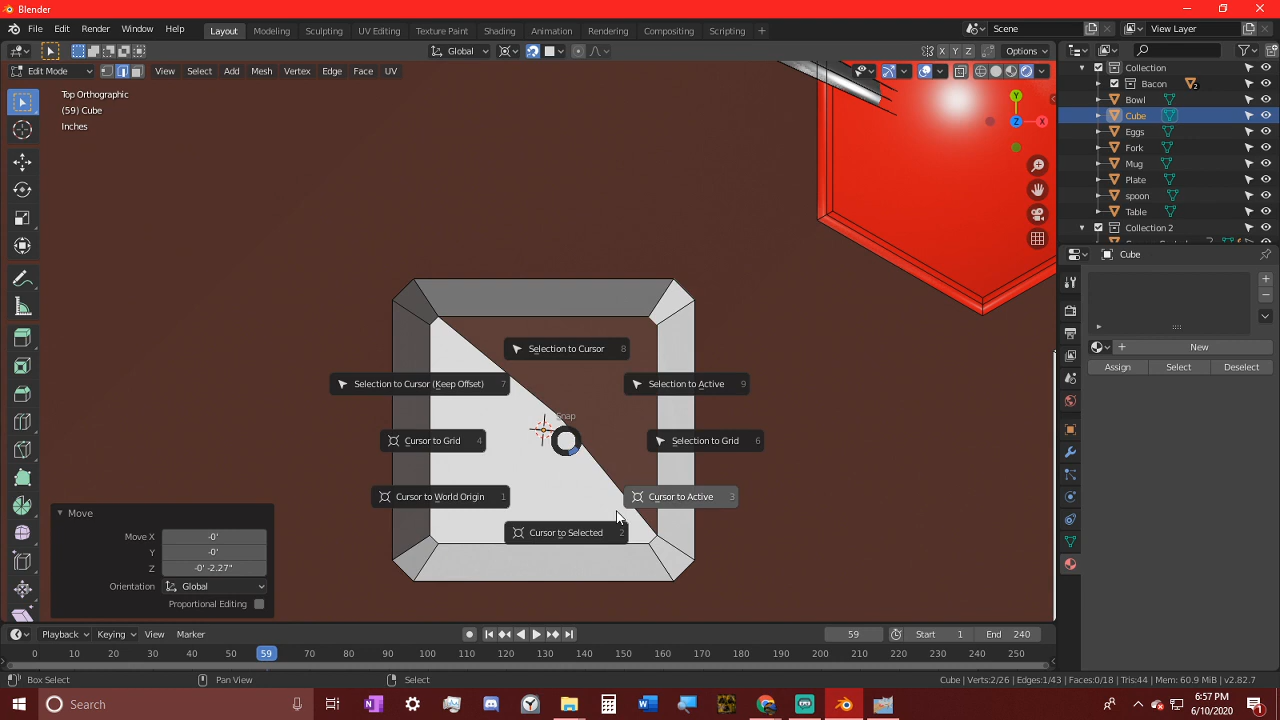 Blender
File Edit Render Window Help Layout Modeling Sculpting UV Editing Texture Paint Shading Animation Rendering Compositing Scripting + Scene View Layer
Global Options
X Y Z
Edit Mode View Select Add Mesh Vertex Edge Face UV
Top Orthographic
(59) Cube
Inches
Y
Z X
Collection
Bacon 2
Bowl
Cube
Eggs
Fork
Mug
Plate
spoon
Table
Collection 2
Cube
New
Assign Select Deselect
Selection to Cursor 8
Selection to Cursor (Keep Offset) 7
Selection to Active 9
Snap
Cursor to Grid 4
Selection to Grid 6
Cursor to World Origin 1
Cursor to Active 3
Cursor to Selected 2
Move
Move X -0'
Y -0'
Z -0' -2.27"
Orientation Global
Proportional Editing
Playback Keying View Marker 59 Start 1 End 240
0 10 20 30 40 50 59 70 80 90 100 110 120 130 140 150 160 170 180 190 200 210 220 230 240 250
Box Select Pan View Select Cube | Verts:2/26 | Edges:1/43 | Faces:0/18 | Tris:44 | Mem: 60.9 MiB | v2.82.7
Search
6:57 PM
6/10/2020